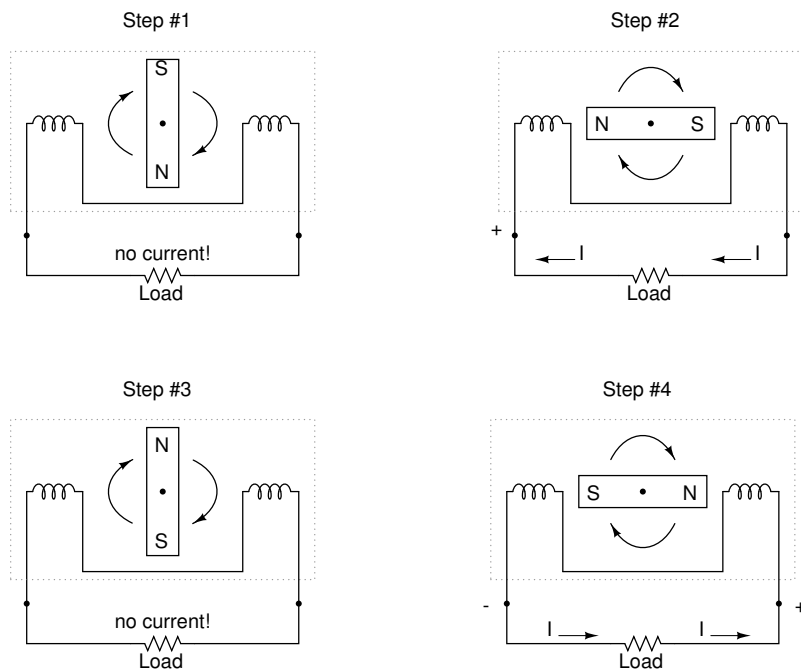 Step #1
S
N
no current!
Load
Step #2
N S
+
I I
Load
Step #3
N
S
no current!
Load
Step #4
S N
- +
I I
Load